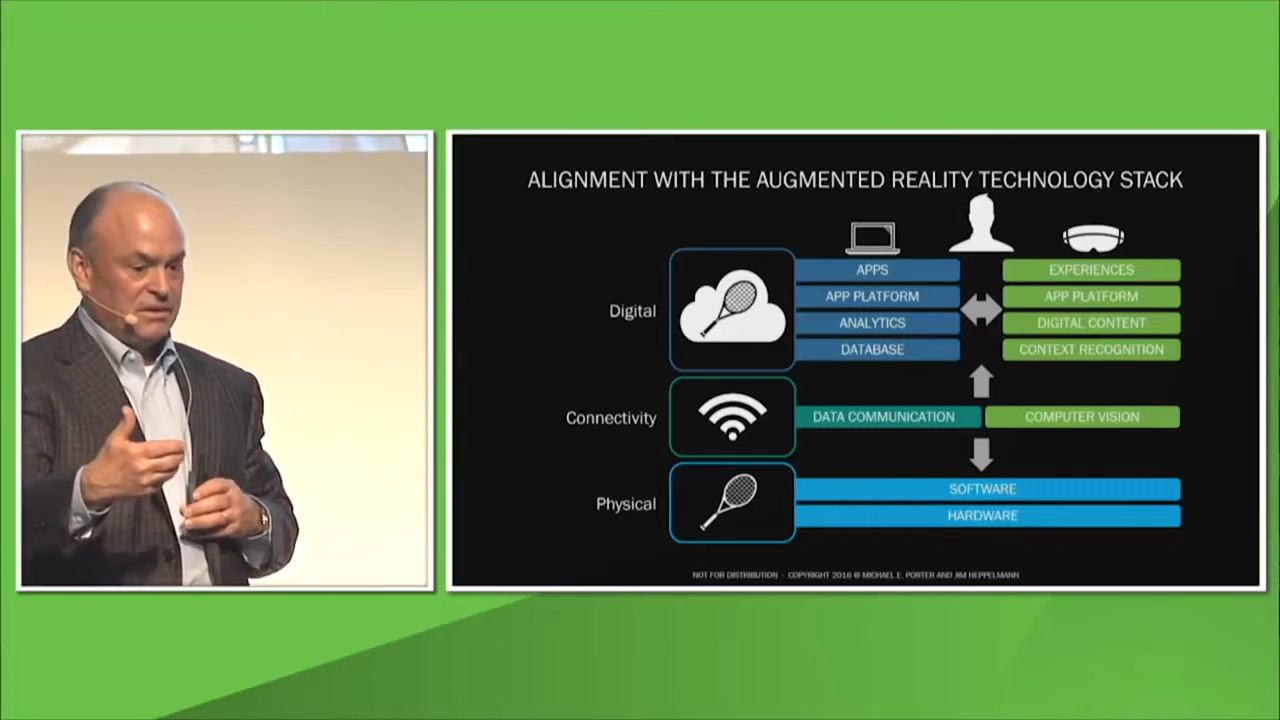 ALIGNMENT WITH THE AUGMENTED REALITY TECHNOLOGY STACK
Digital
APPS
APP PLATFORM
ANALYTICS
DATABASE
EXPERIENCES
APP PLATFORM
DIGITAL CONTENT
CONTEXT RECOGNITION
Connectivity
DATA COMMUNICATION
COMPUTER VISION
Physical
SOFTWARE
HARDWARE
NOT FOR DISTRIBUTION - COPYRIGHT 2016 © MICHAEL E. PORTER AND JIM HEPPELMANN